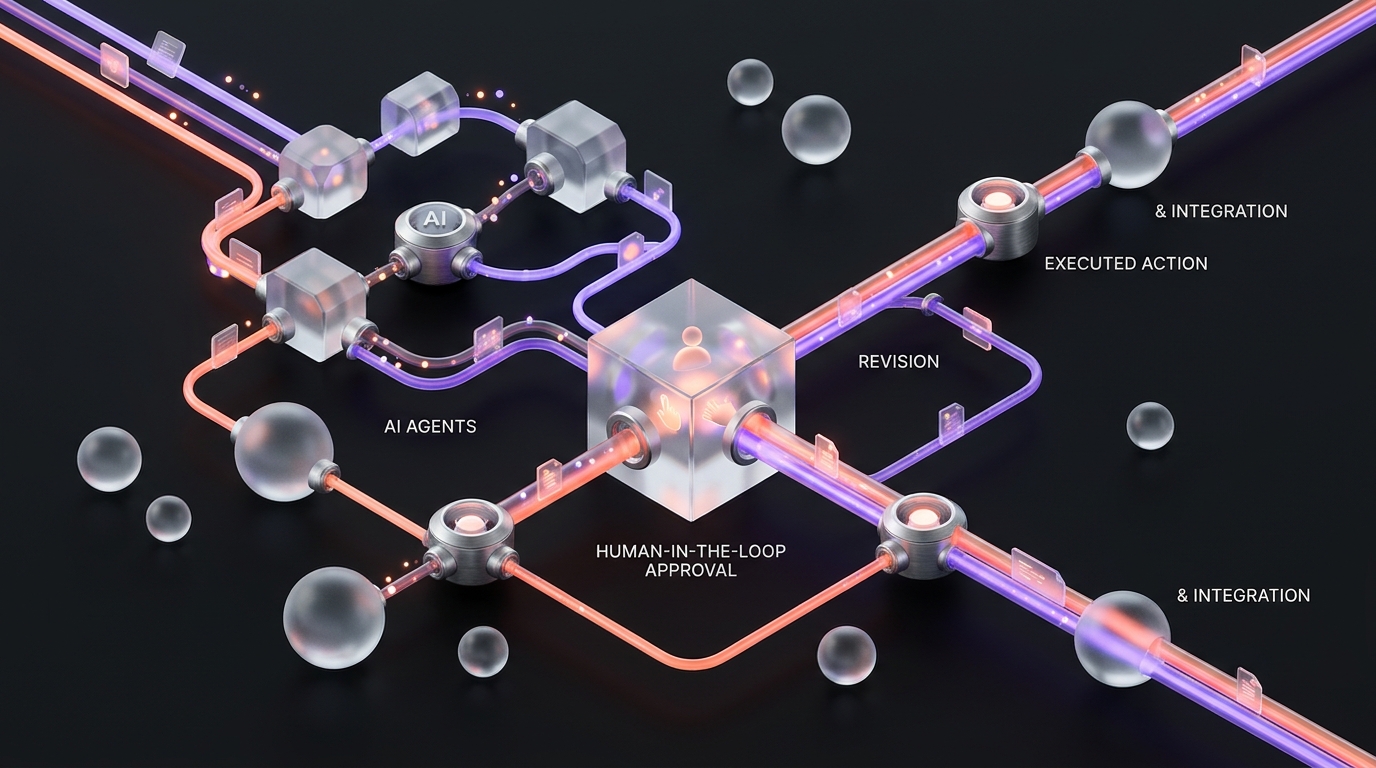 AI
& INTEGRATION
EXECUTED ACTION
REVISION
AI AGENTS
HUMAN-IN-THE-LOOP
APPROVAL
& INTEGRATION